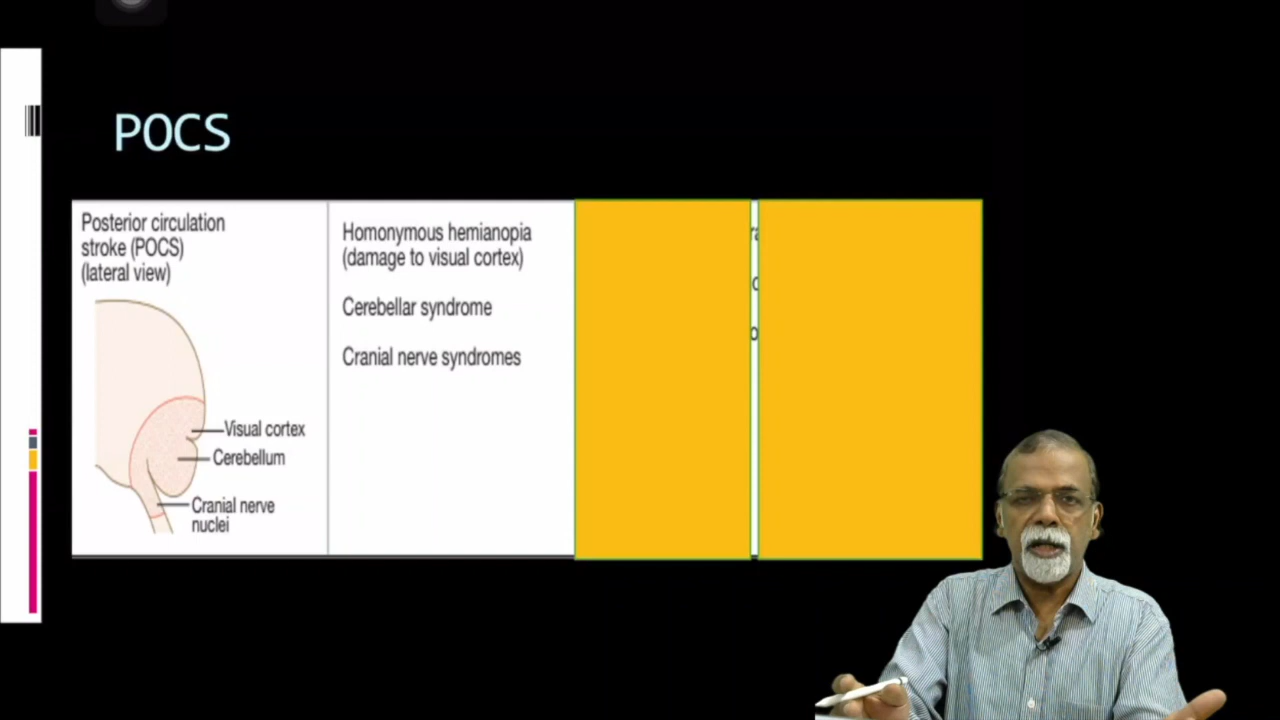 POCS
Posterior circulation
stroke (POCS)
(lateral view)
Visual cortex
Cerebellum
Cranial nerve
nuclei
Homonymous hemianopia
(damage to visual cortex)
Cerebellar syndrome
Cranial nerve syndromes